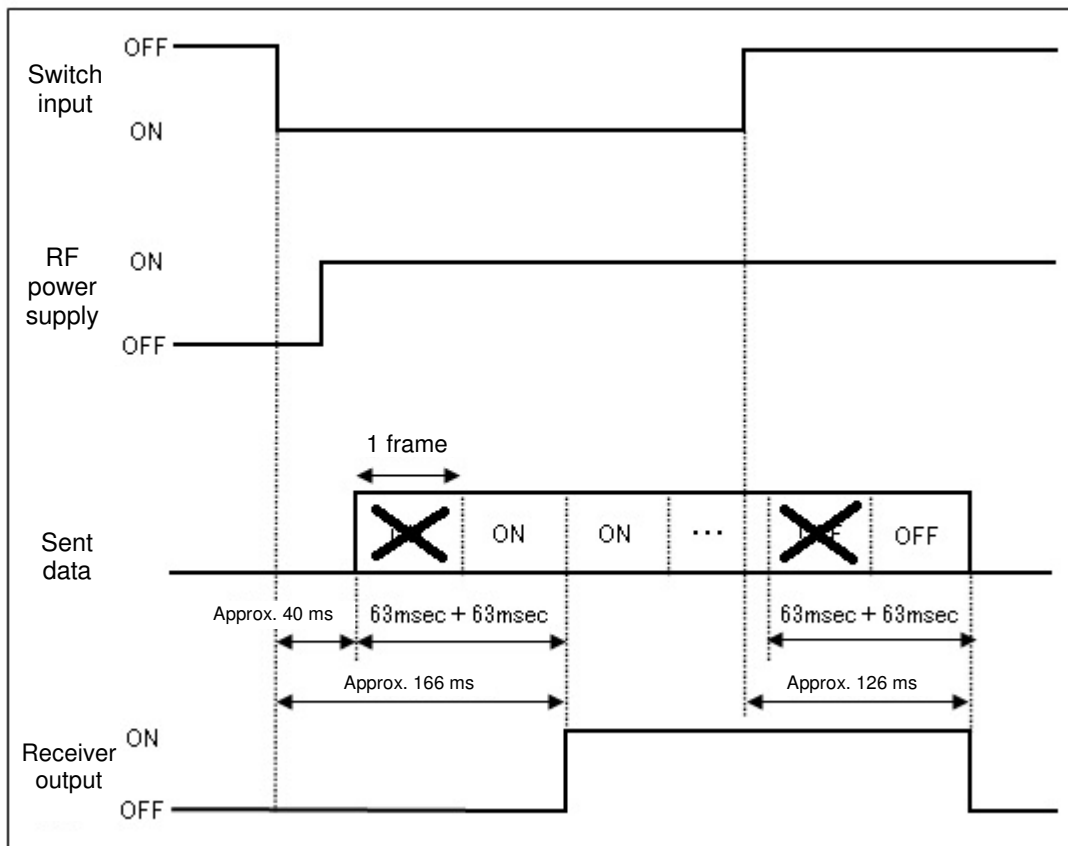 OFF
Switch
input
ON
RF
power
supply
ON
OFF
1 frame
Sent
data
ON
ON
...
OFF
Approx. 40 ms
63msec + 63msec
63msec + 63msec
Approx. 166 ms
Approx. 126 ms
Receiver
output
ON
OFF